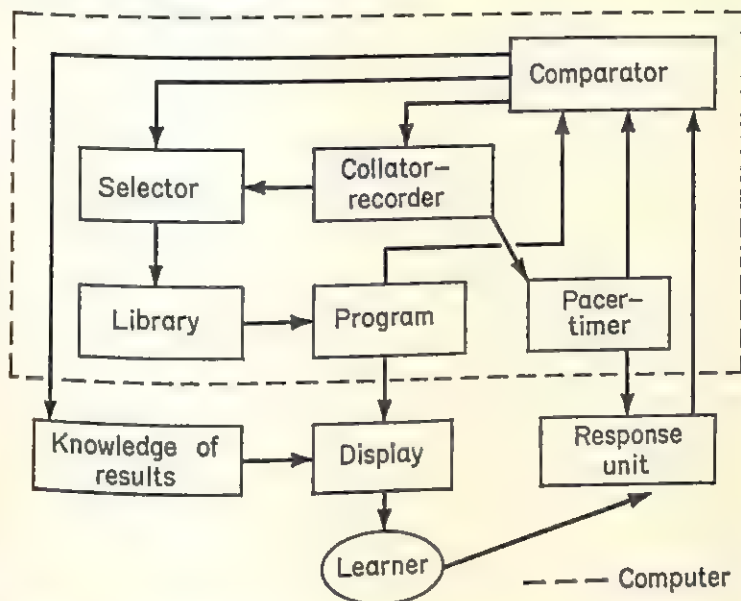 Comparator
Selector
Collator–
recorder
Library
Program
Pacer–
timer
Knowledge of
results
Display
Response
unit
Learner
Computer